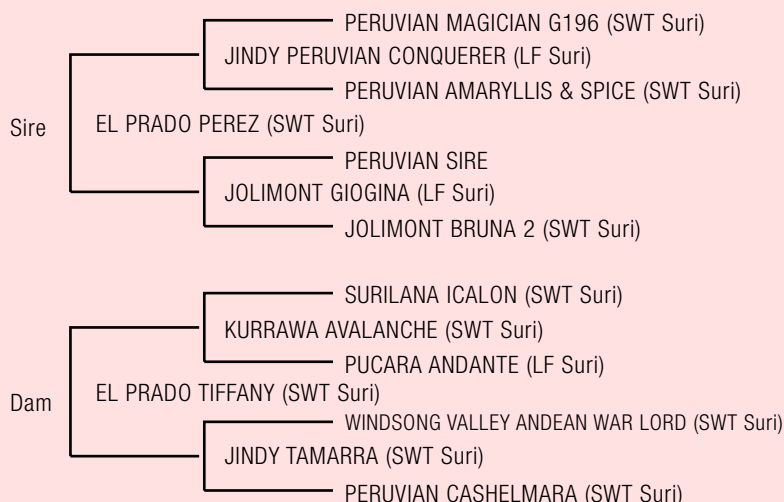 PERUVIAN MAGICIAN G196 (SWT Suri)
JINDY PERUVIAN CONQUERER (LF Suri)
PERUVIAN AMARYLLIS & SPICE (SWT Suri)
Sire
EL PRADO PEREZ (SWT Suri)
PERUVIAN SIRE
JOLIMONT GIOGINA (LF Suri)
JOLIMONT BRUNA 2 (SWT Suri)
SURILANA ICALON (SWT Suri)
KURRAWA AVALANCHE (SWT Suri)
PUCARA ANDANTE (LF Suri)
Dam
EL PRADO TIFFANY (SWT Suri)
WINDSONG VALLEY ANDEAN WAR LORD (SWT Suri)
JINDY TAMARRA (SWT Suri)
PERUVIAN CASHELMARA (SWT Suri)